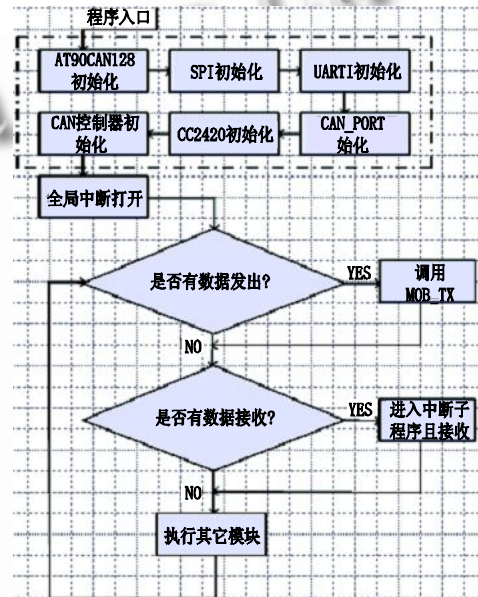 程序入口
AT90CAN128
初始化
SPI初始化
UART1初始化
CAN控制器初
始化
CC2420初始化
CAN_PORT
始化
全局中断打开
是否有数据发出?
YES
调用
MOB_TX
NO
是否有数据接收?
YES
进入中断子
程序且接收
NO
执行其它模块